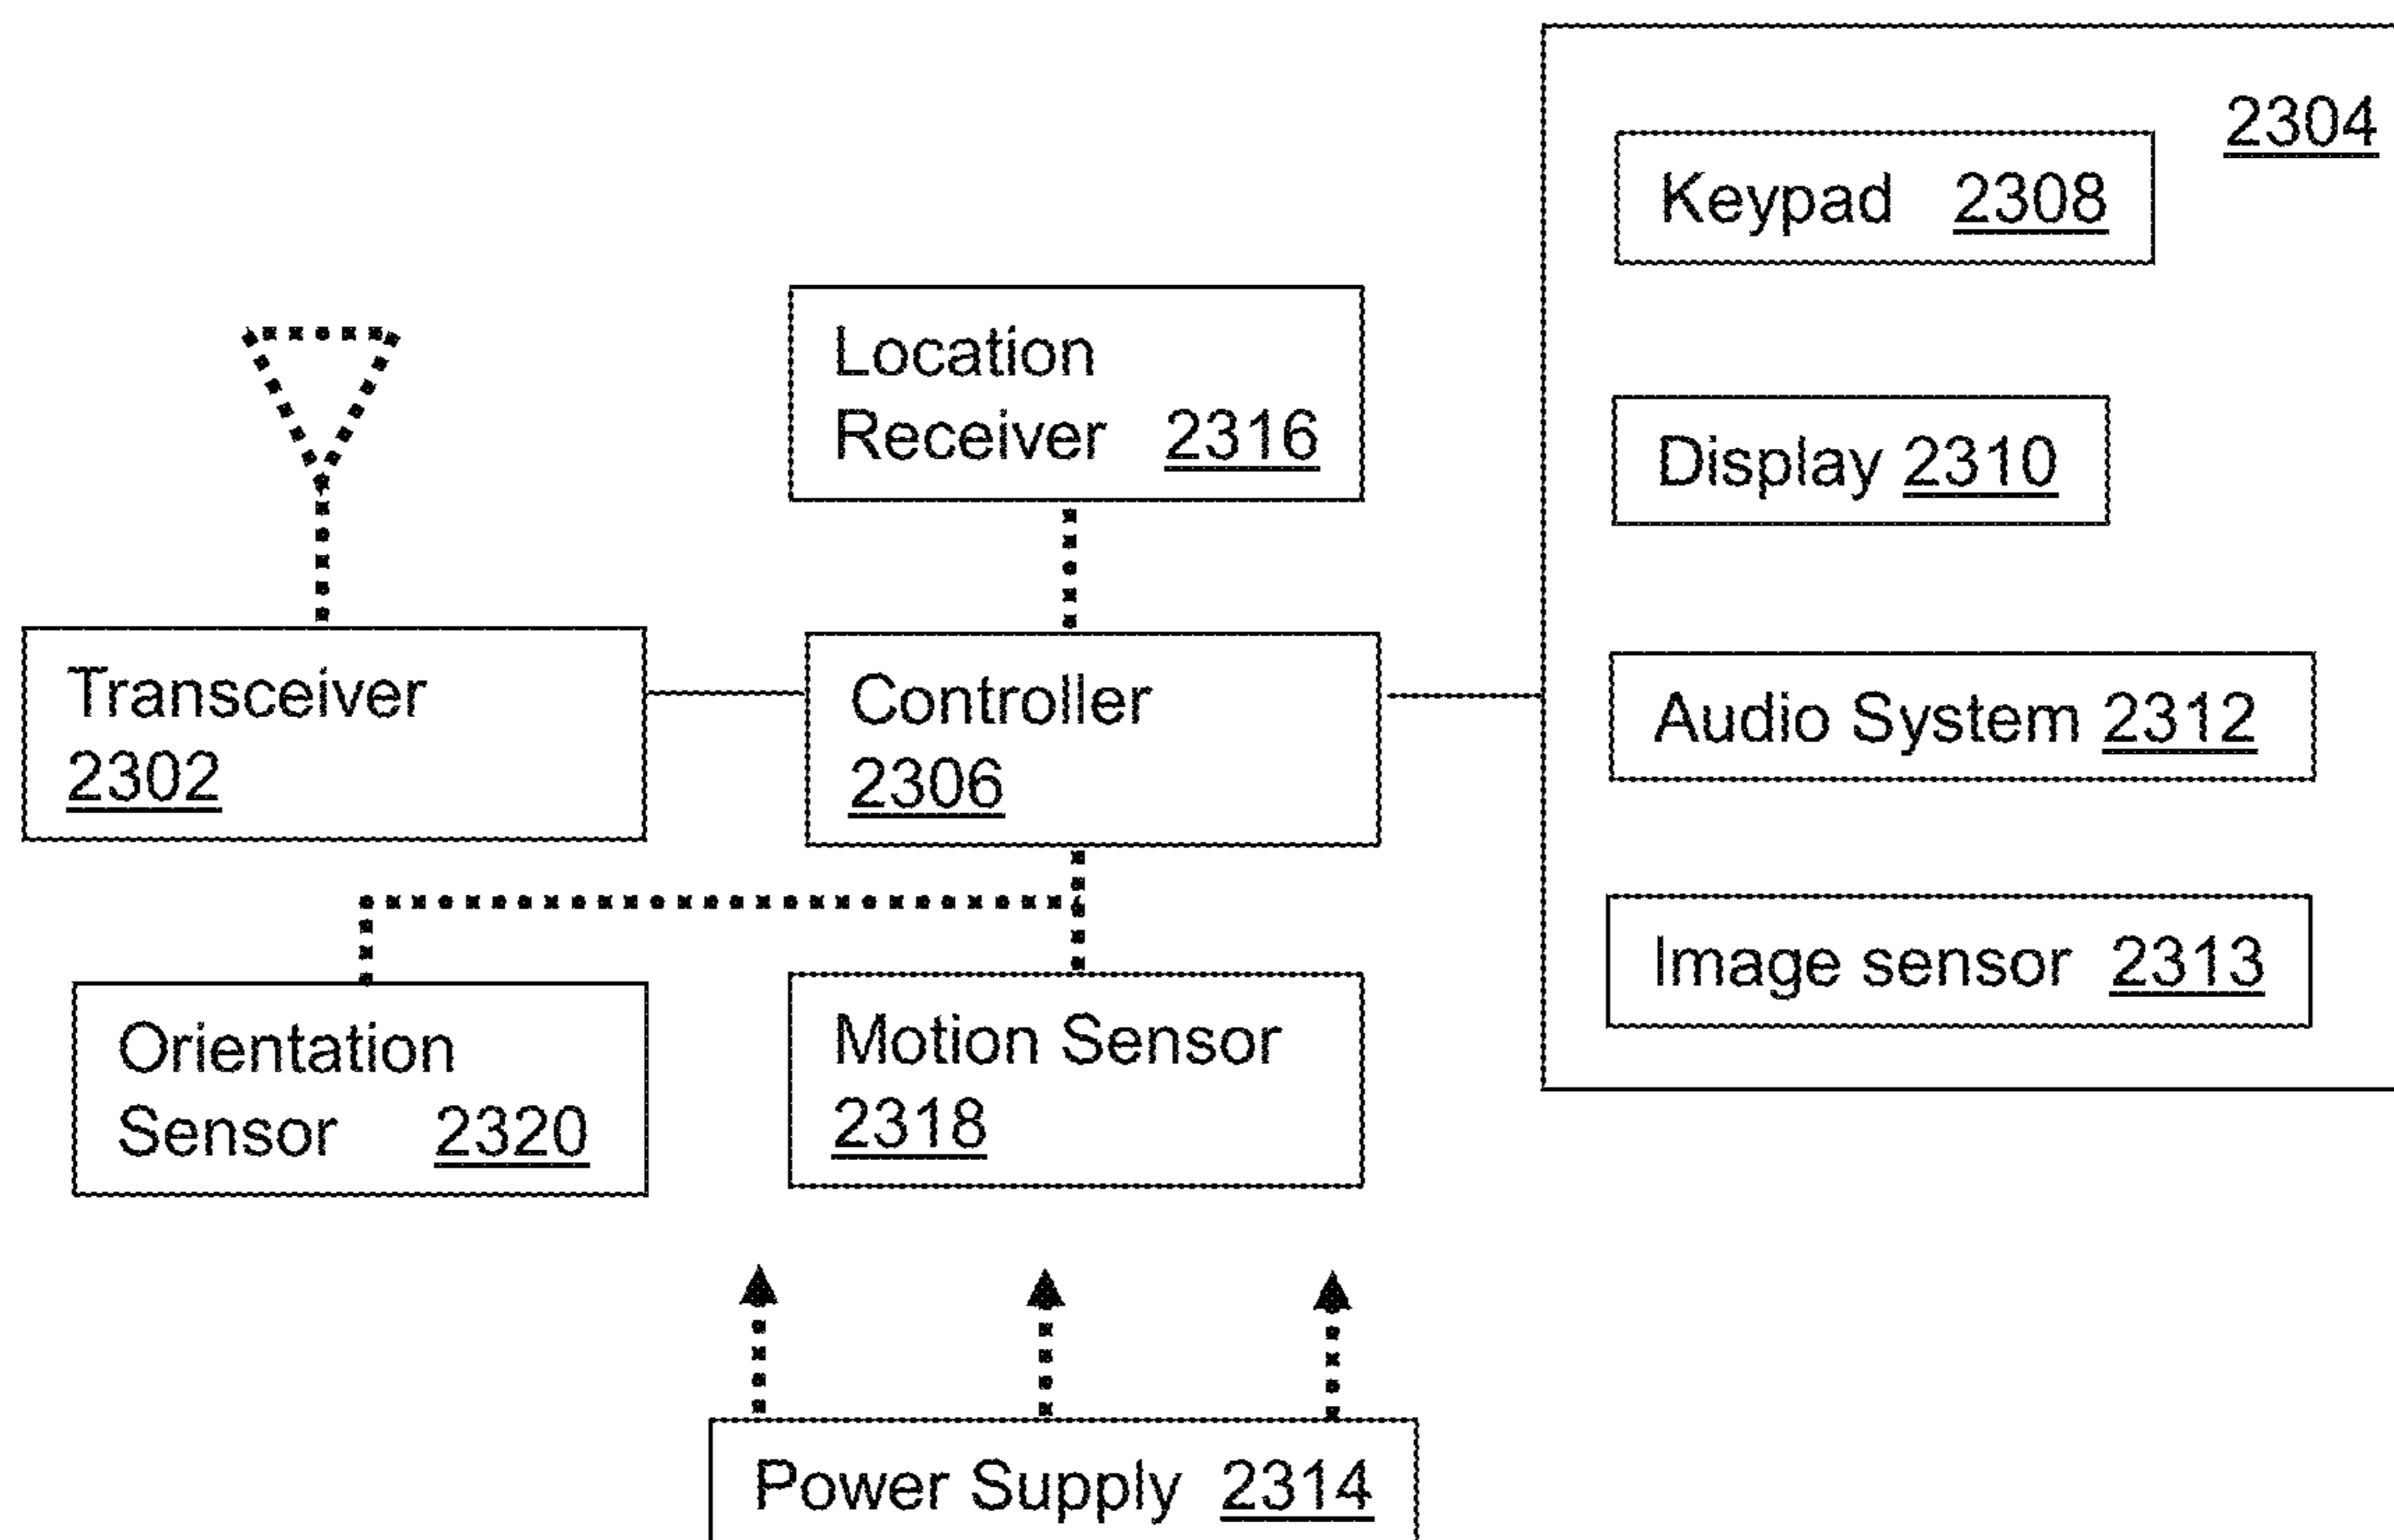 2304
Keypad 2308
Location
Receiver 2316
Display 2310
Transceiver
2302
Controller
2306
Audio System 2312
Image sensor 2313
Orientation
Sensor 2320
Motion Sensor
2318
Power Supply 2314